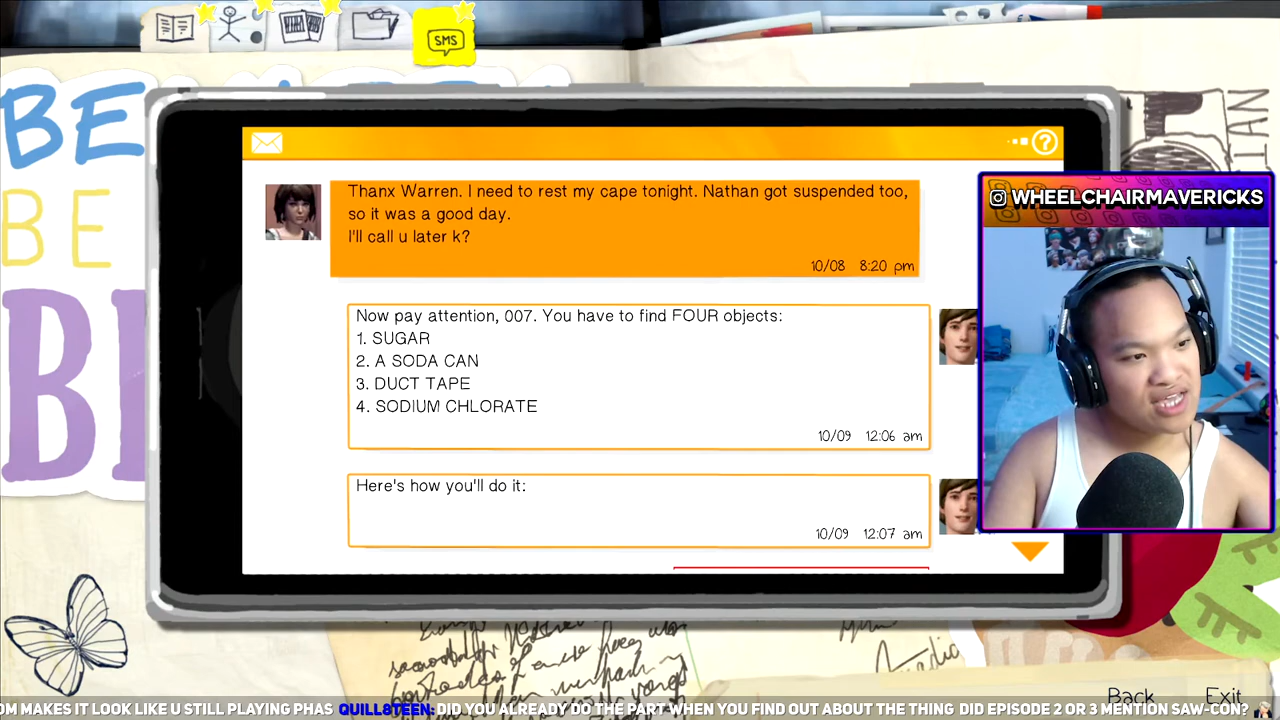 SMS
BE
BE
B
IAN
Thanx Warren. I need to rest my cape tonight. Nathan got suspended too,
so it was a good day.
I'll call u later k?
10/08 8:20 pm
WHEELCHAIRMAVERICKS
Now pay attention, 007. You have to find FOUR objects:
1. SUGAR
2. A SODA CAN
3. DUCT TAPE
4. SODIUM CHLORATE
10/09 12:06 am
Here's how you'll do it:
10/09 12:07 am
Back Exit
OM MAKES IT LOOK LIKE U STILL PLAYING PHAS QUILL8TEEN: DID YOU ALREADY DO THE PART WHEN YOU FIND OUT ABOUT THE THING DID EPISODE 2 OR 3 MENTION SAW-CON?